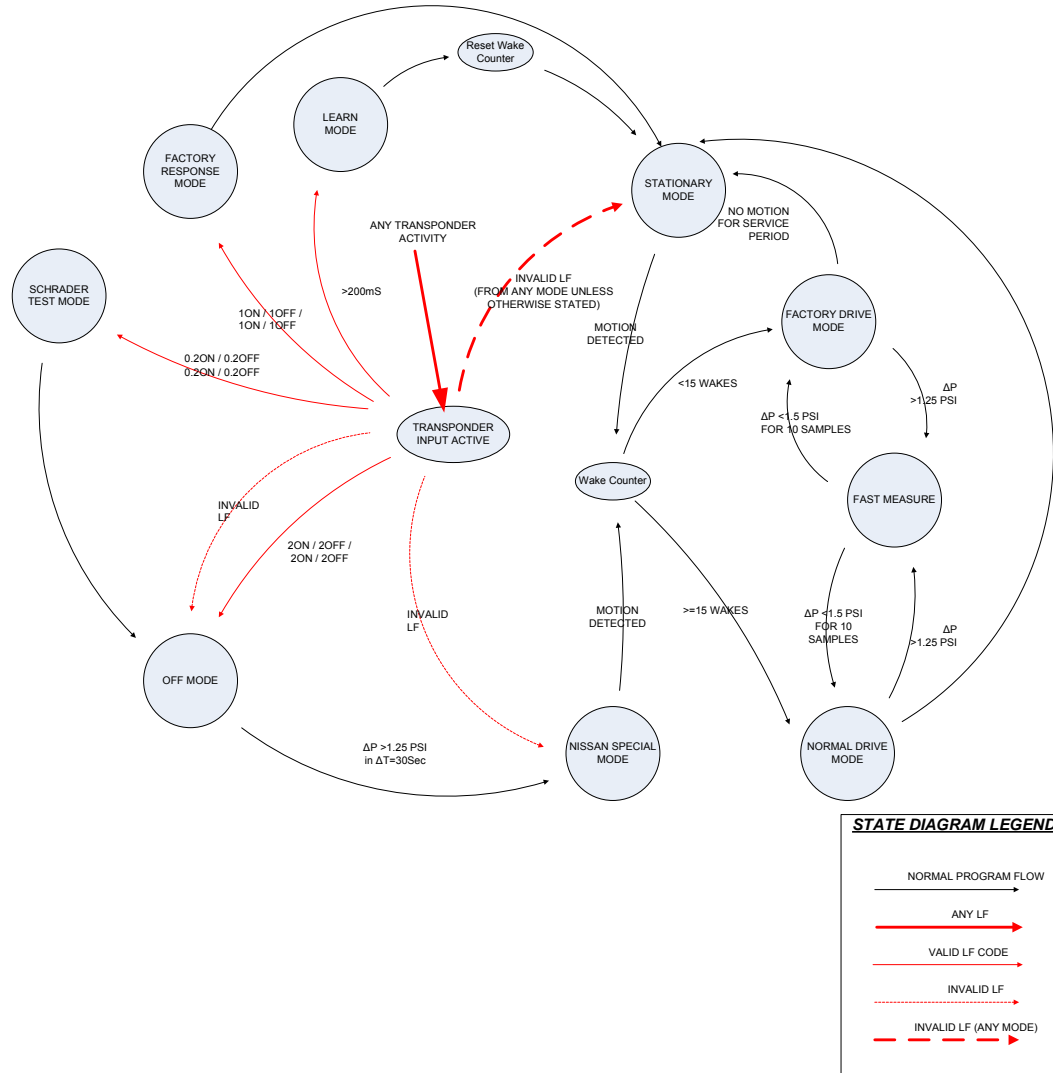 Reset Wake
Counter
LEARN
MODE
FACTORY
RESPONSE
MODE
STATIONARY
MODE
NO MOTION
FOR SERVICE
PERIOD
ANY TRANSPONDER
ACTIVITY
SCHRADER
TEST MODE
>200mS
INVALID LF
(FROM ANY MODE UNLESS
OTHERWISE STATED)
1ON / 1OFF /
1ON / 1OFF
MOTION
DETECTED
FACTORY DRIVE
MODE
0.2ON / 0.2OFF
0.2ON / 0.2OFF
<15 WAKES
ΔP
>1.25 PSI
ΔP <1.5 PSI
FOR 10 SAMPLES
TRANSPONDER
INPUT ACTIVE
Wake Counter
FAST MEASURE
INVALID
LF
2ON / 2OFF /
2ON / 2OFF
INVALID
LF
MOTION
DETECTED
>=15 WAKES
ΔP <1.5 PSI
FOR 10
SAMPLES
ΔP
>1.25 PSI
OFF MODE
ΔP >1.25 PSI
in ΔT=30Sec
NISSAN SPECIAL
MODE
NORMAL DRIVE
MODE
STATE DIAGRAM LEGEND
NORMAL PROGRAM FLOW
ANY LF
VALID LF CODE
INVALID LF
INVALID LF (ANY MODE)